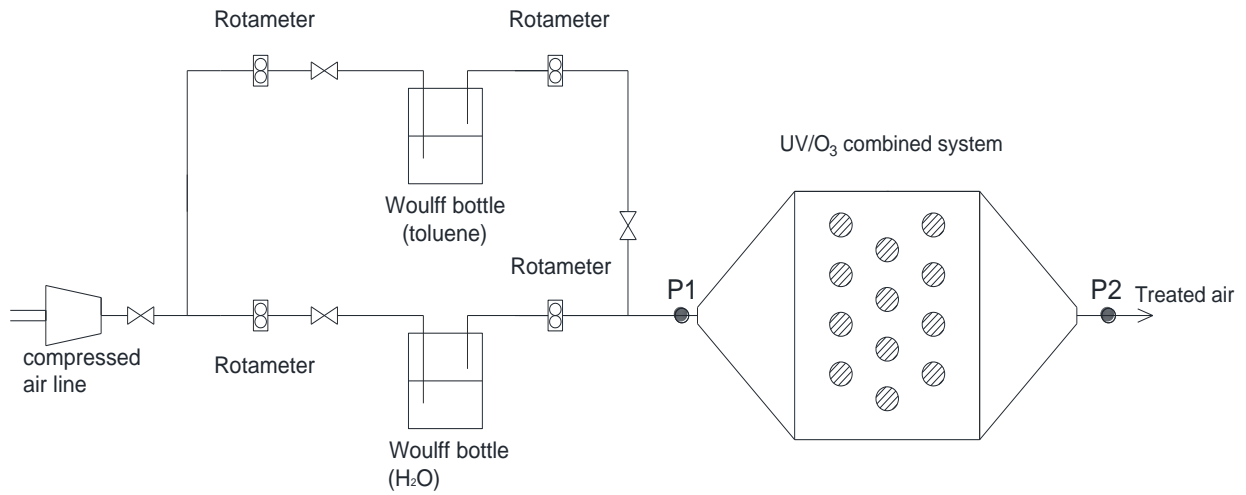 Rotameter
Rotameter
UV/O₃ combined system
Woulff bottle
(toluene)
Rotameter
P1
P2
Treated air
compressed
air line
Rotameter
Woulff bottle
(H₂O)